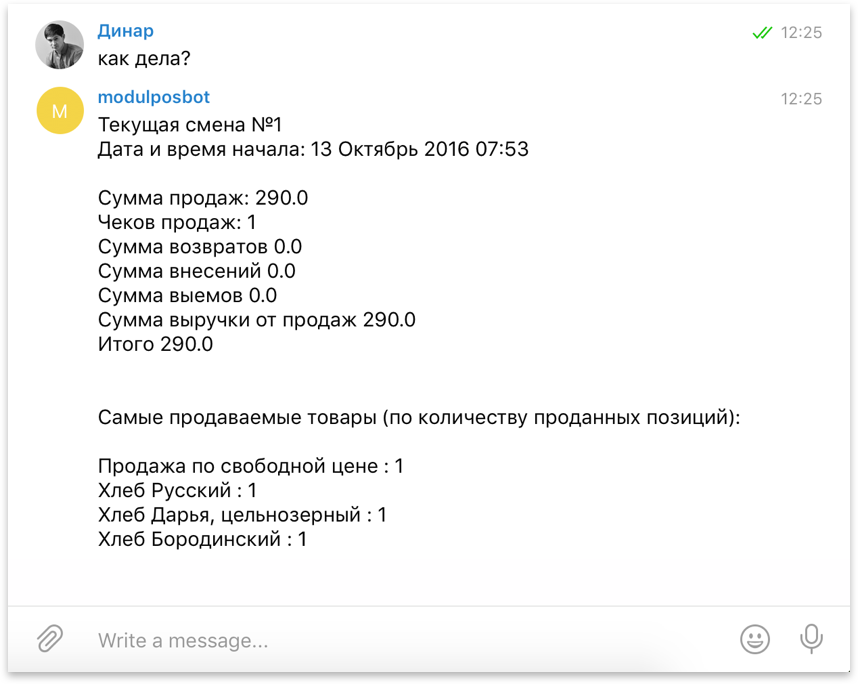 Динар
12:25
как дела?
М
modulposbot
12:25
Текущая смена №1
Дата и время начала: 13 Октябрь 2016 07:53
Сумма продаж: 290.0
Чеков продаж: 1
Сумма возвратов 0.0
Сумма внесений 0.0
Сумма выемов 0.0
Сумма выручки от продаж 290.0
Итого 290.0
Самые продаваемые товары (по количеству проданных позиций):
Продажа по свободной цене : 1
Хлеб Русский : 1
Хлеб Дарья, цельнозерный : 1
Хлеб Бородинский : 1
Write a message...